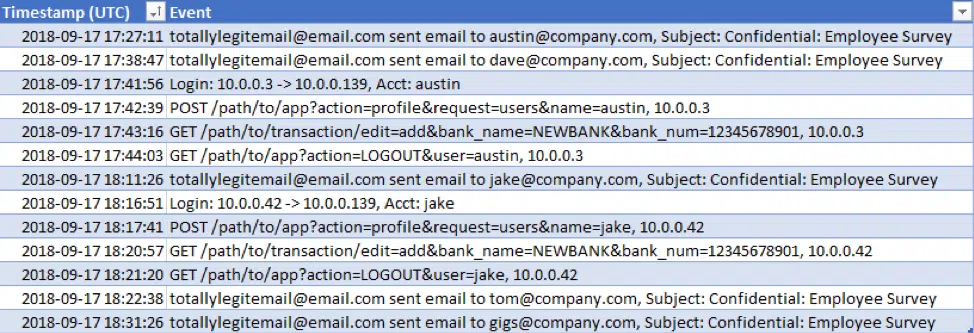 Timestamp (UTC) Event
2018-09-17 17:27:11 totallylegitemail@email.com sent email to austin@company.com, Subject: Confidential: Employee Survey
2018-09-17 17:38:47 totallylegitemail@email.com sent email to dave@company.com, Subject: Confidential: Employee Survey
2018-09-17 17:41:56 Login: 10.0.0.3 -> 10.0.0.139, Acct: austin
2018-09-17 17:42:39 POST /path/to/app?action=profile&request=users&name=austin, 10.0.0.3
2018-09-17 17:43:16 GET /path/to/transaction/edit=add&bank_name=NEWBANK&bank_num=12345678901, 10.0.0.3
2018-09-17 17:44:03 GET /path/to/app?action=LOGOUT&user=austin, 10.0.0.3
2018-09-17 18:11:26 totallylegitemail@email.com sent email to jake@company.com, Subject: Confidential: Employee Survey
2018-09-17 18:16:51 Login: 10.0.0.42 -> 10.0.0.139, Acct: jake
2018-09-17 18:17:41 POST /path/to/app?action=profile&request=users&name=jake, 10.0.0.42
2018-09-17 18:20:57 GET /path/to/transaction/edit=add&bank_name=NEWBANK&bank_num=12345678901, 10.0.0.42
2018-09-17 18:21:20 GET /path/to/app?action=LOGOUT&user=jake, 10.0.0.42
2018-09-17 18:22:38 totallylegitemail@email.com sent email to tom@company.com, Subject: Confidential: Employee Survey
2018-09-17 18:31:26 totallylegitemail@email.com sent email to gigs@company.com, Subject: Confidential: Employee Survey